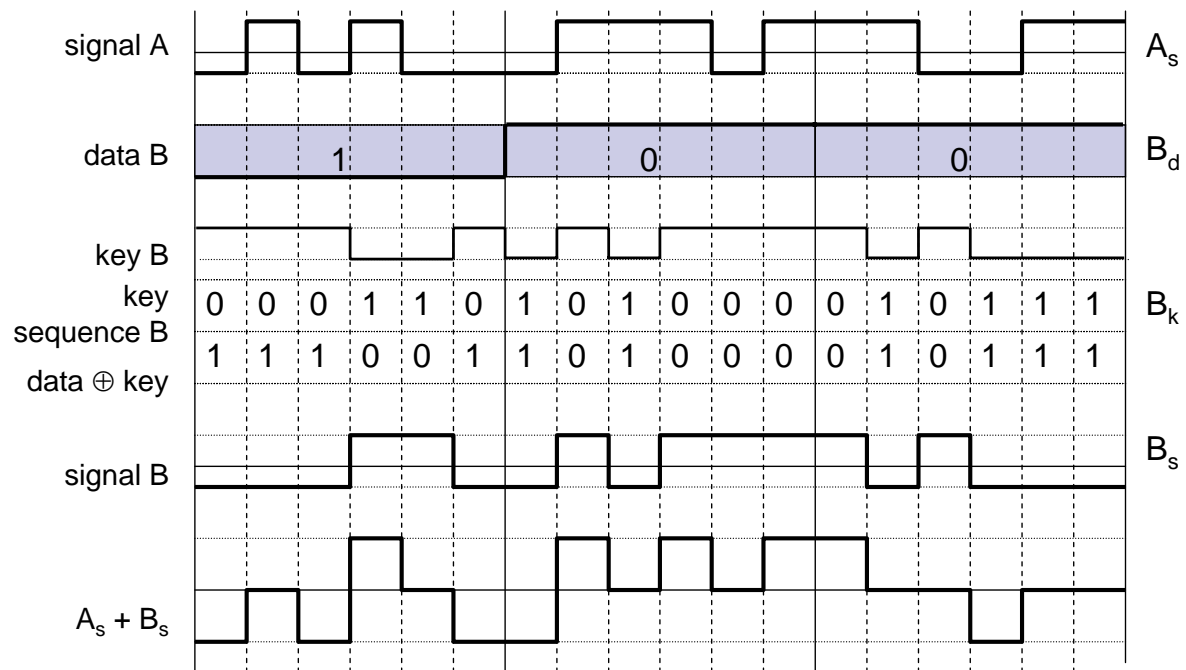 signal A A_s
data B 1 0 0 B_d
key B
key 0 0 0 1 1 0 1 0 1 0 0 0 0 1 0 1 1 1 B_k
sequence B
1 1 1 0 0 1 1 0 1 0 0 0 0 1 0 1 1 1
data ⊕ key
signal B B_s
A_s + B_s